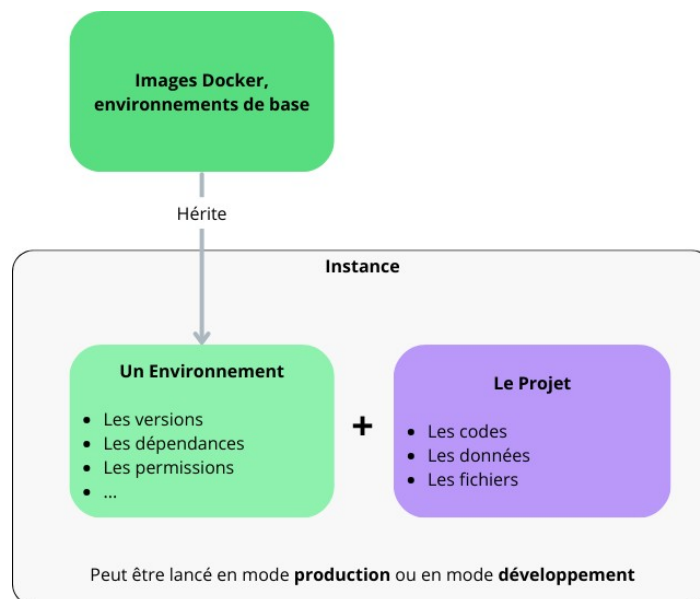 Images Docker,
environnements de base
Hérite
Instance
Un Environnement
• Les versions
• Les dépendances
• Les permissions
• ...
+
Le Projet
• Les codes
• Les données
• Les fichiers
Peut être lancé en mode production ou en mode développement